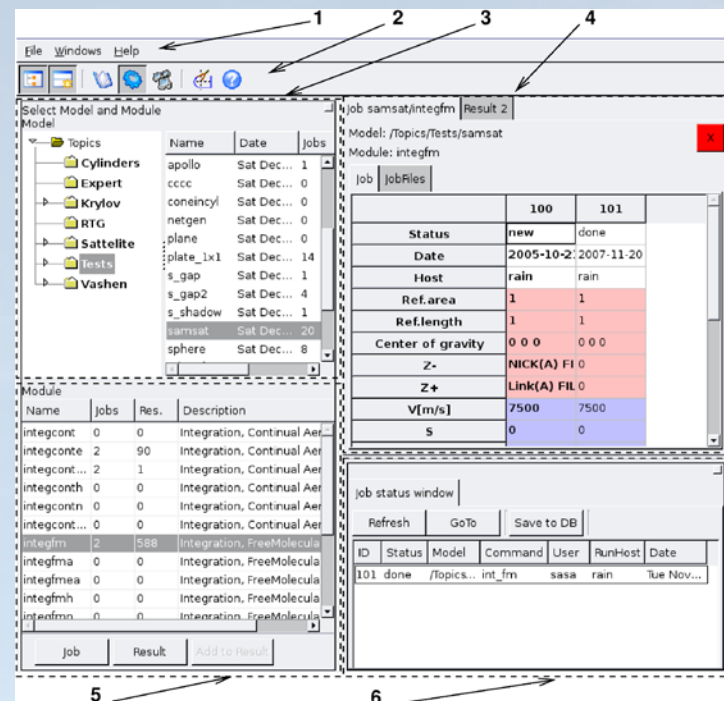 1 2 3 4
File Windows Help
Select Model and Module
Model
Topics
Cylinders
Expert
Krylov
RTG
Sattelite
Tests
Vashen
Name Date Jobs
apollo Sat Dec... 1
cccc Sat Dec... 0
coneincyl Sat Dec... 0
netgen Sat Dec... 0
plane Sat Dec... 0
plate_1x1 Sat Dec... 14
s_gap Sat Dec... 1
s_gap2 Sat Dec... 4
s_shadow Sat Dec... 1
samsat Sat Dec... 20
sphere Sat Dec... 8
Job samsat/integfm Result 2
Model: /Topics/Tests/samsat
X
Module: integfm
Job JobFiles
100 101
Status new done
Date 2005-10-2 2007-11-20
Host rain rain
Ref.area 1 1
Ref.length 1 1
Center of gravity 0 0 0 0 0 0
Z- NICK(A) FI 0
Z+ Link(A) FIL 0
V[m/s] 7500 7500
S 0 0
Module
Name Jobs Res. Description
integcont 0 0 Integration, Continual Aer
integconte 2 90 Integration, Continual Aer
integcont... 2 1 Integration, Continual Aer
integconth 0 0 Integration, Continual Aer
integcontn 0 0 Integration, Continual Aer
integcont... 0 0 Integration, Continual Aer
integfm 2 588 Integration, FreeMolecula
integfma 0 0 Integration, FreeMolecula
integfmea 0 0 Integration, FreeMolecula
integfmh 0 0 Integration, FreeMolecula
integfmn 0 0 Integration, FreeMolecula
Job Result Add to Result
Job status window
Refresh GoTo Save to DB
ID Status Model Command User RunHost Date
101 done /Topics... int_fm sasa rain Tue Nov...
5 6